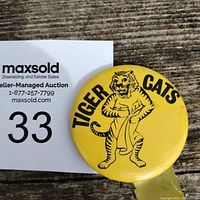 maxsold
Downsizing and Estate Sales
eller-Managed Auction
1-877-257-7799
maxsold.com
33
TIGER CATS